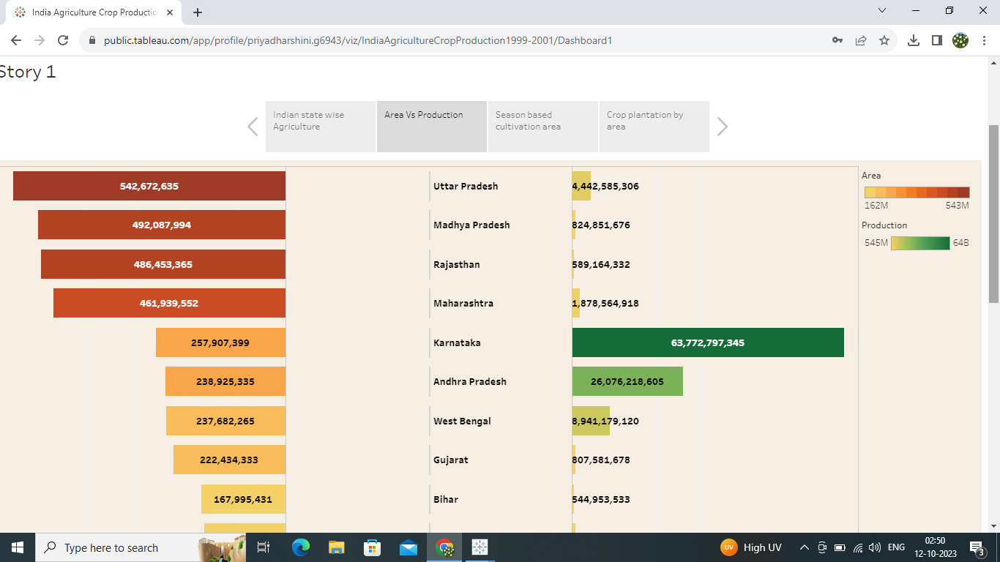 India Agriculture Crop Productio
public.tableau.com/app/profile/priyadharshini.g6943/viz/IndiaAgricultureCropProduction1999-2001/Dashboard1
Story 1
Indian state wise
Agriculture
Area Vs Production
Season based
cultivation area
Crop plantation by
area
542,672,635 Uttar Pradesh 4,442,585,306
492,087,994 Madhya Pradesh 824,851,676
486,453,365 Rajasthan 589,164,332
461,939,552 Maharashtra 1,878,564,918
257,907,399 Karnataka 63,772,797,345
238,925,335 Andhra Pradesh 26,076,218,605
237,682,265 West Bengal 8,941,179,120
222,434,333 Gujarat 807,581,678
167,995,431 Bihar 544,953,533
Area
162M 543M
Production
545M 64B
Type here to search
UV High UV
ENG
02:50
12-10-2023
3